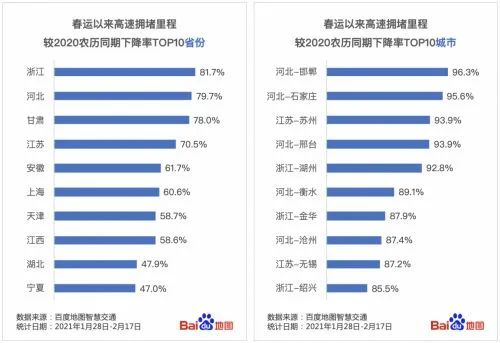 春运以来高速拥堵里程
较2020农历同期下降率TOP10省份
浙江 81.7%
河北 79.7%
甘肃 78.0%
江苏 70.5%
安徽 61.7%
上海 60.6%
天津 58.7%
江西 58.6%
湖北 47.9%
宁夏 47.0%
数据来源：百度地图智慧交通
统计日期：2021年1月28日-2月17日
Bai du 地图
春运以来高速拥堵里程
较2020农历同期下降率TOP10城市
河北-邯郸 96.3%
河北-石家庄 95.6%
江苏-苏州 93.9%
河北-邢台 93.9%
浙江-湖州 92.8%
河北-衡水 89.1%
浙江-金华 87.9%
河北-沧州 87.4%
江苏-无锡 87.2%
浙江-绍兴 85.5%
数据来源：百度地图智慧交通
统计日期：2021年1月28日-2月17日
Bai du 地图